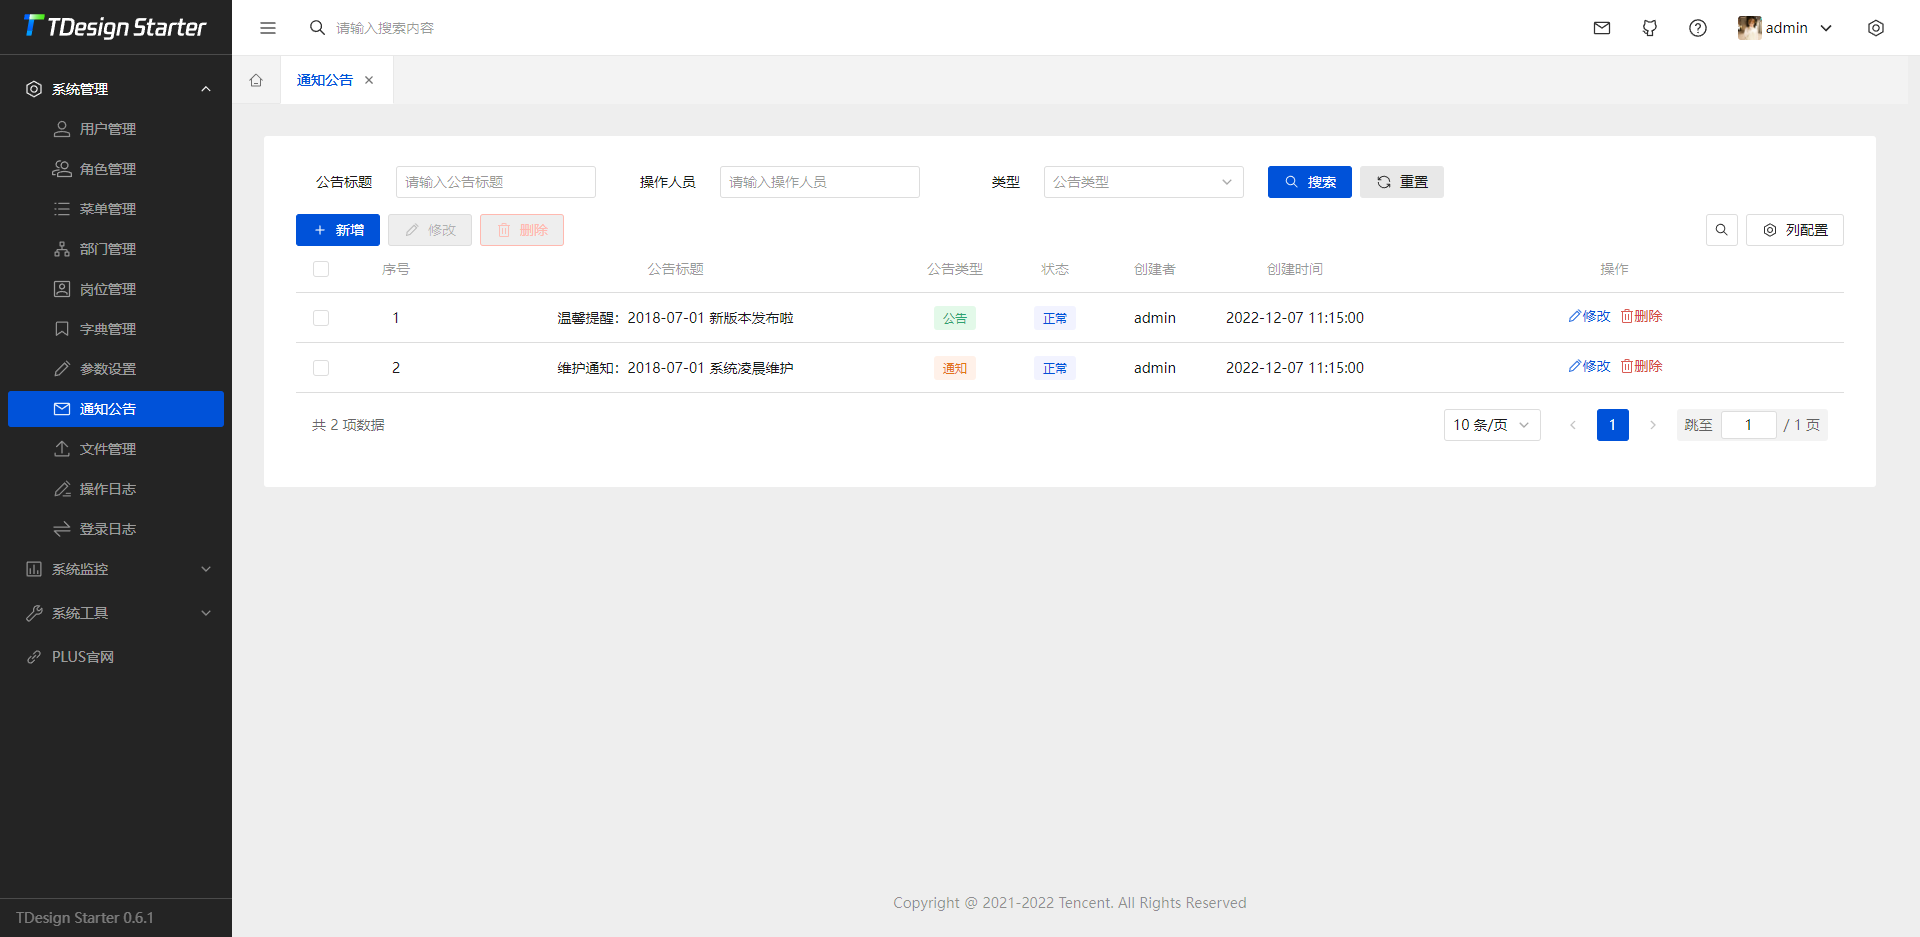 TDesign Starter
请输入搜索内容
admin
系统管理
用户管理
角色管理
菜单管理
部门管理
岗位管理
字典管理
参数设置
通知公告
文件管理
操作日志
登录日志
系统监控
系统工具
PLUS官网
TDesign Starter 0.6.1
通知公告
公告标题 请输入公告标题 操作人员 请输入操作人员 类型 公告类型 搜索 重置
新增 修改 删除 列配置
序号 公告标题 公告类型 状态 创建者 创建时间 操作
1 温馨提醒：2018-07-01 新版本发布啦 公告 正常 admin 2022-12-07 11:15:00 修改 删除
2 维护通知：2018-07-01 系统凌晨维护 通知 正常 admin 2022-12-07 11:15:00 修改 删除
共 2 项数据 10 条/页 1 跳至 1 / 1 页
Copyright @ 2021-2022 Tencent. All Rights Reserved